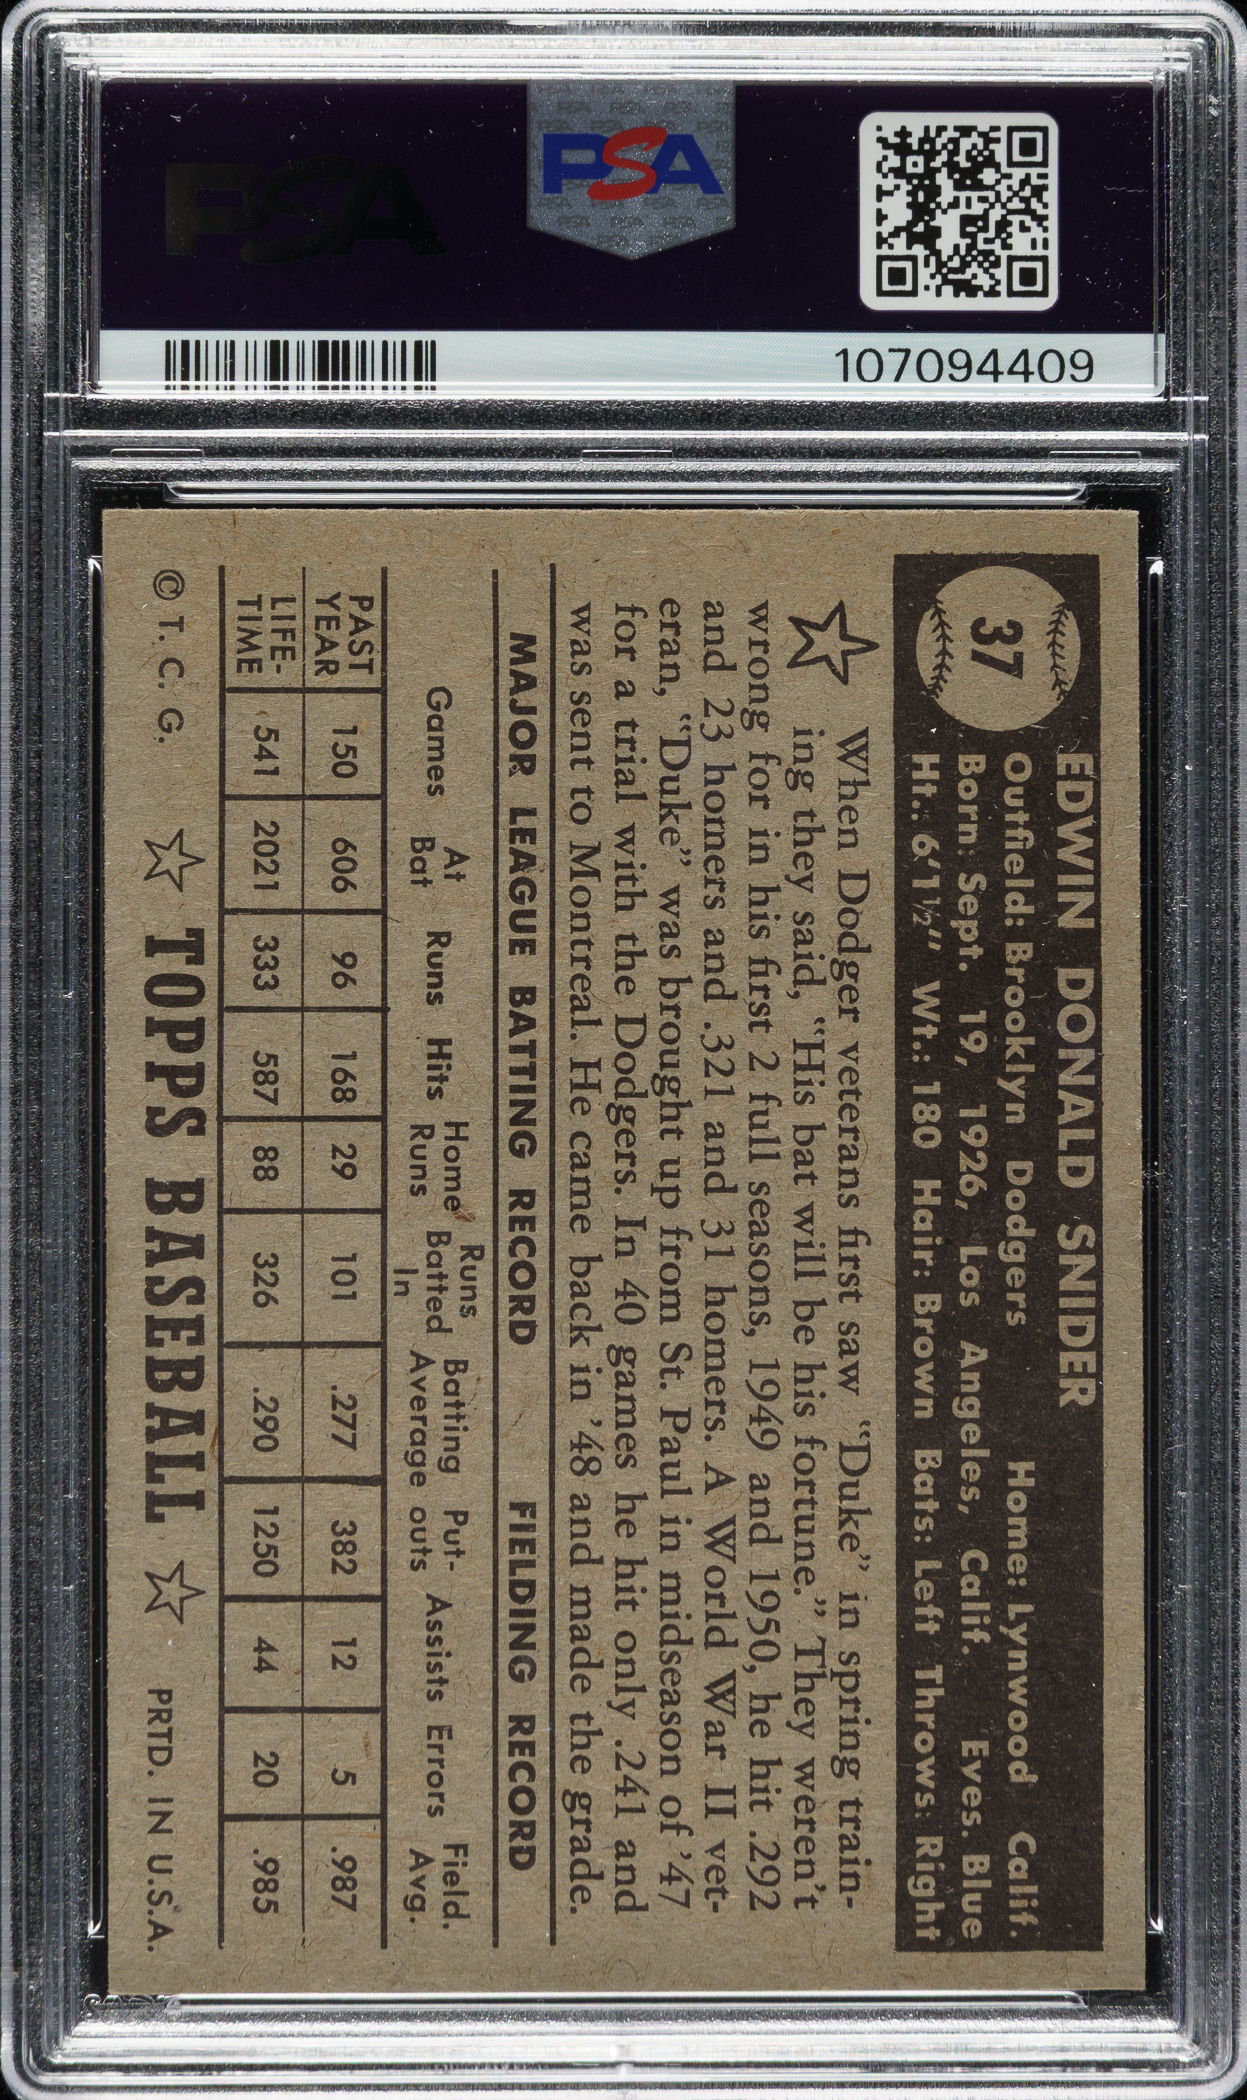 PSA
PSA
107094409
37
EDWIN DONALD SNIDER
Outfield: Brooklyn Dodgers Home: Lynwood Calif.
Born: Sept. 19, 1926, Los Angeles, Calif. Eyes. Blue
Ht.: 6'1½" Wt.: 180 Hair: Brown Bats: Left Throws: Right
When Dodger veterans first saw "Duke" in spring train-
ing they said, "His bat will be his fortune." They weren't
wrong for in his first 2 full seasons, 1949 and 1950, he hit .292
and 23 homers and .321 and 31 homers. A World War II vet-
eran, "Duke" was brought up from St. Paul in midseason of '47
for a trial with the Dodgers. In 40 games he hit only .241 and
was sent to Montreal. He came back in '48 and made the grade.
MAJOR LEAGUE BATTING RECORD FIELDING RECORD
Games At Bat Runs Hits Home Runs Runs Batted In Batting Average Put-outs Assists Errors Field. Avg.
PAST YEAR 150 606 96 168 29 101 .277 382 12 5 .987
LIFE-TIME 541 2021 333 587 88 326 .290 1250 44 20 .985
© T. C. G. ☆ TOPPS BASEBALL ☆ PRTD. IN U.S.A.